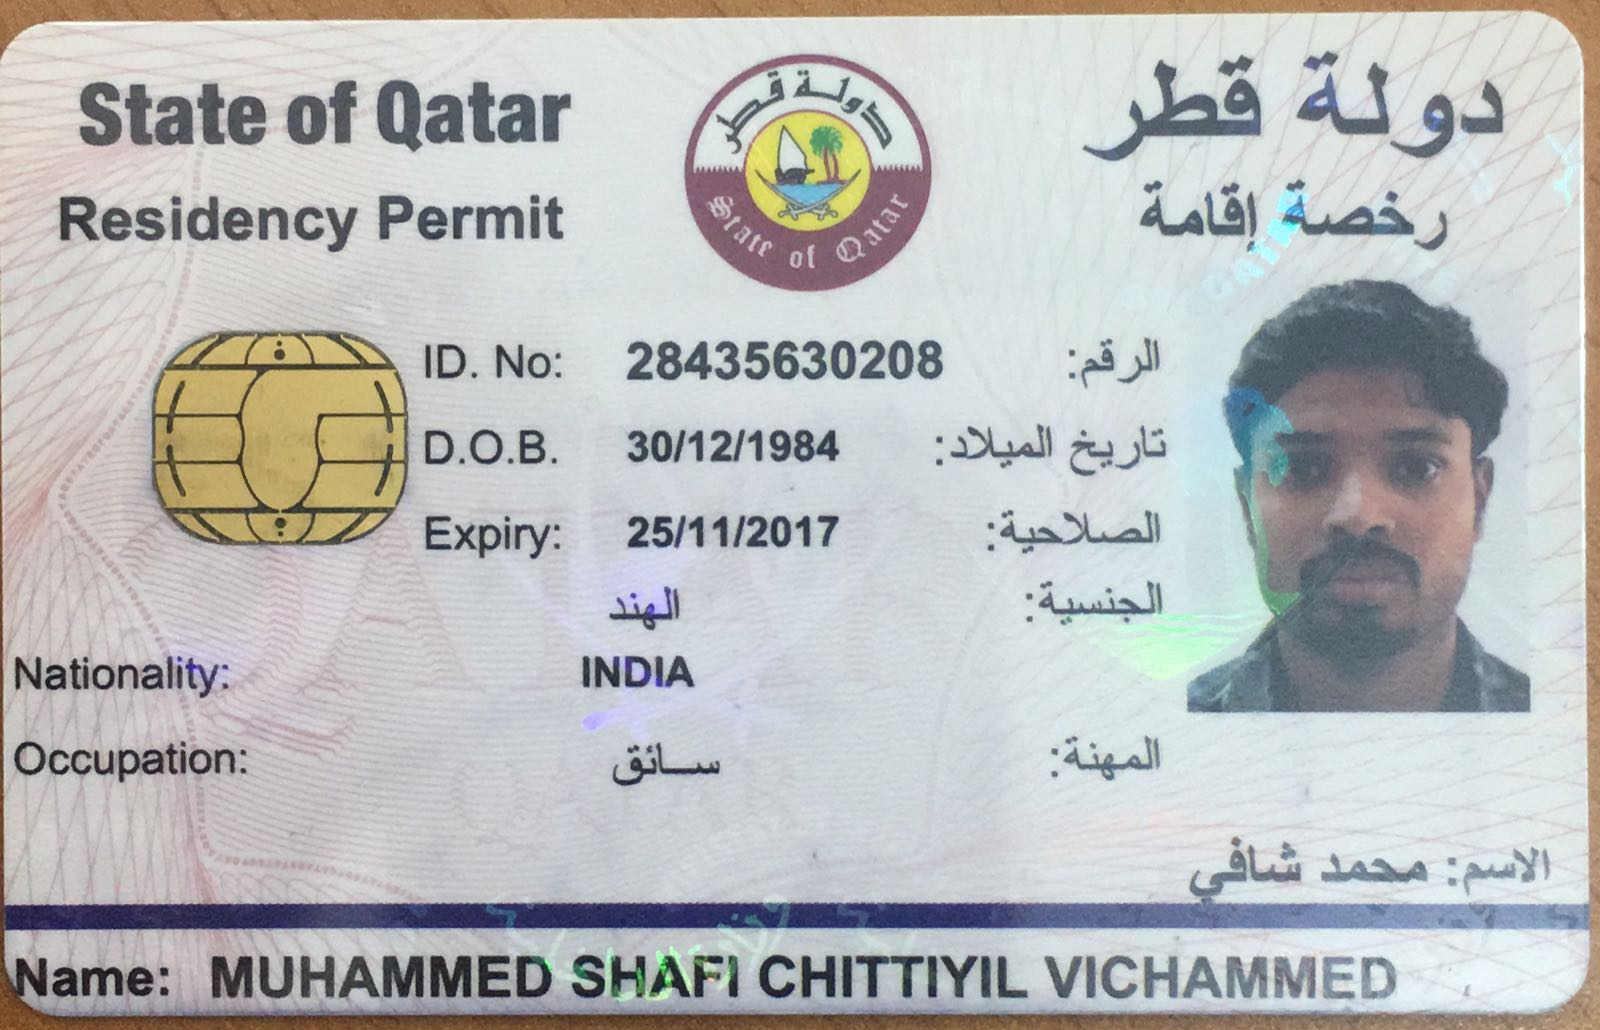 State of Qatar
دولة قطر
Residency Permit
رخصة إقامة
دولة قطر
State of Qatar
ID. No: 28435630208 الرقم:
D.O.B. 30/12/1984 تاريخ الميلاد:
Expiry: 25/11/2017 الصلاحية:
الهند الجنسية:
Nationality: INDIA
Occupation: سائق المهنة:
الاسم: محمد شافي
Name: MUHAMMED SHAFI CHITTIYIL VICHAMMED